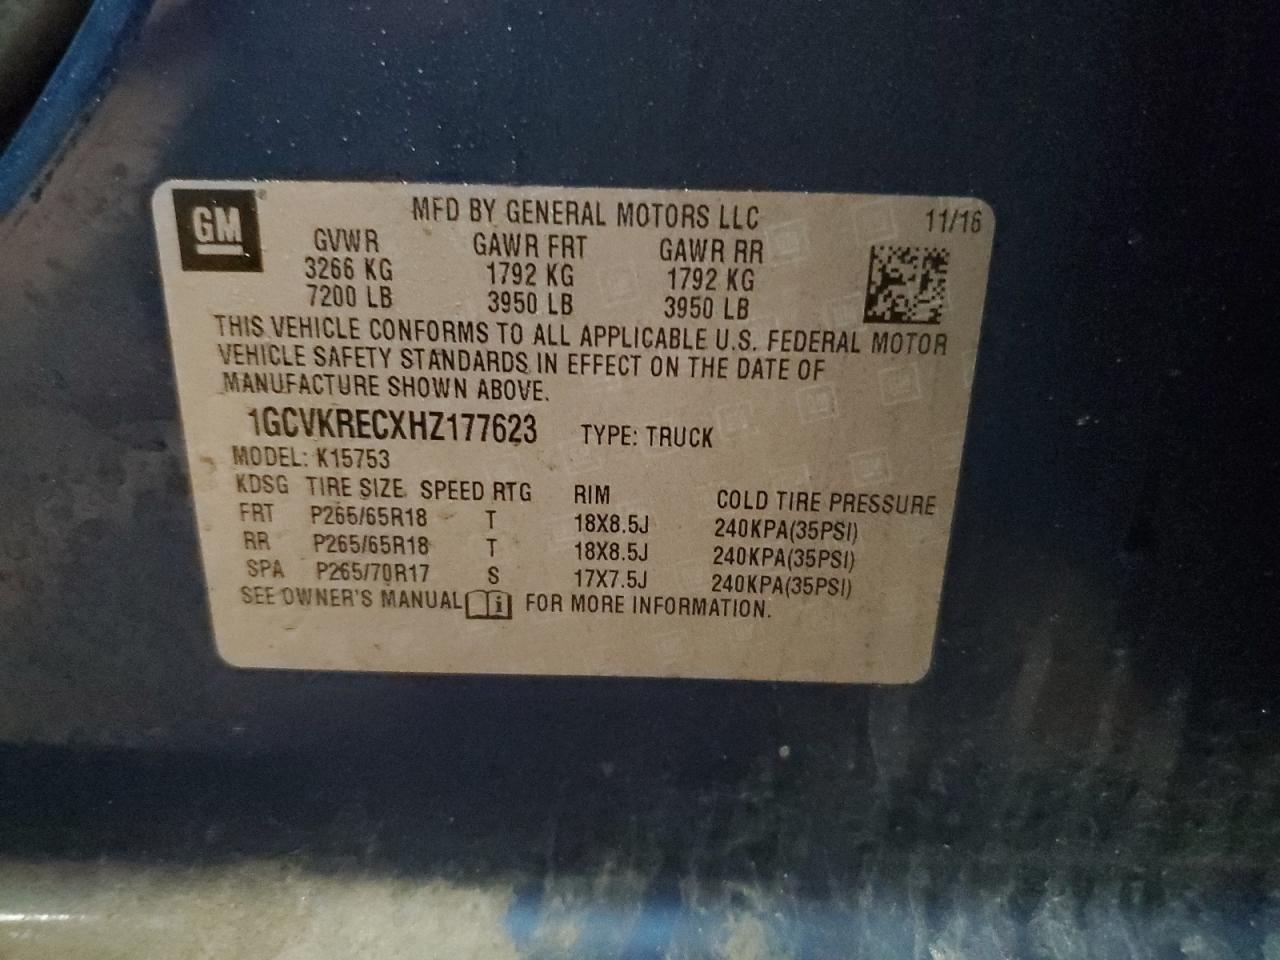 GM
MFD BY GENERAL MOTORS LLC 11/16
GVWR GAWR FRT GAWR RR
3266 KG 1792 KG 1792 KG
7200 LB 3950 LB 3950 LB
THIS VEHICLE CONFORMS TO ALL APPLICABLE U.S. FEDERAL MOTOR
VEHICLE SAFETY STANDARDS IN EFFECT ON THE DATE OF
MANUFACTURE SHOWN ABOVE.
1GCVKRECXHZ177623 TYPE: TRUCK
MODEL: K15753
KDSG TIRE SIZE SPEED RTG RIM COLD TIRE PRESSURE
FRT P265/65R18 T 18X8.5J 240KPA(35PSI)
RR P265/65R18 T 18X8.5J 240KPA(35PSI)
SPA P265/70R17 S 17X7.5J 240KPA(35PSI)
SEE OWNER'S MANUAL i FOR MORE INFORMATION.